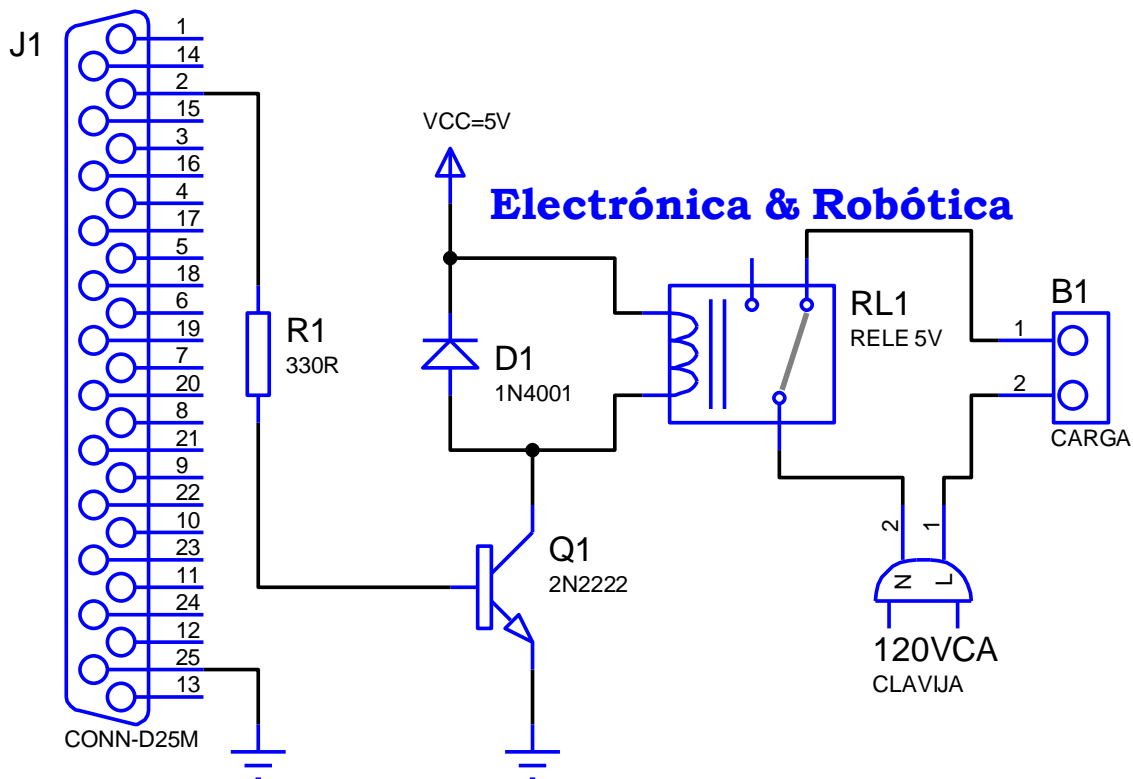 J1
1
14
2
15
3
16
4
17
5
18
6
19
7
20
8
21
9
22
10
23
11
24
12
25
13
CONN-D25M
R1
330R
VCC=5V
Electrónica & Robótica
D1
1N4001
Q1
2N2222
RL1
RELE 5V
B1
1
2
CARGA
2
1
N
L
120VCA
CLAVIJA